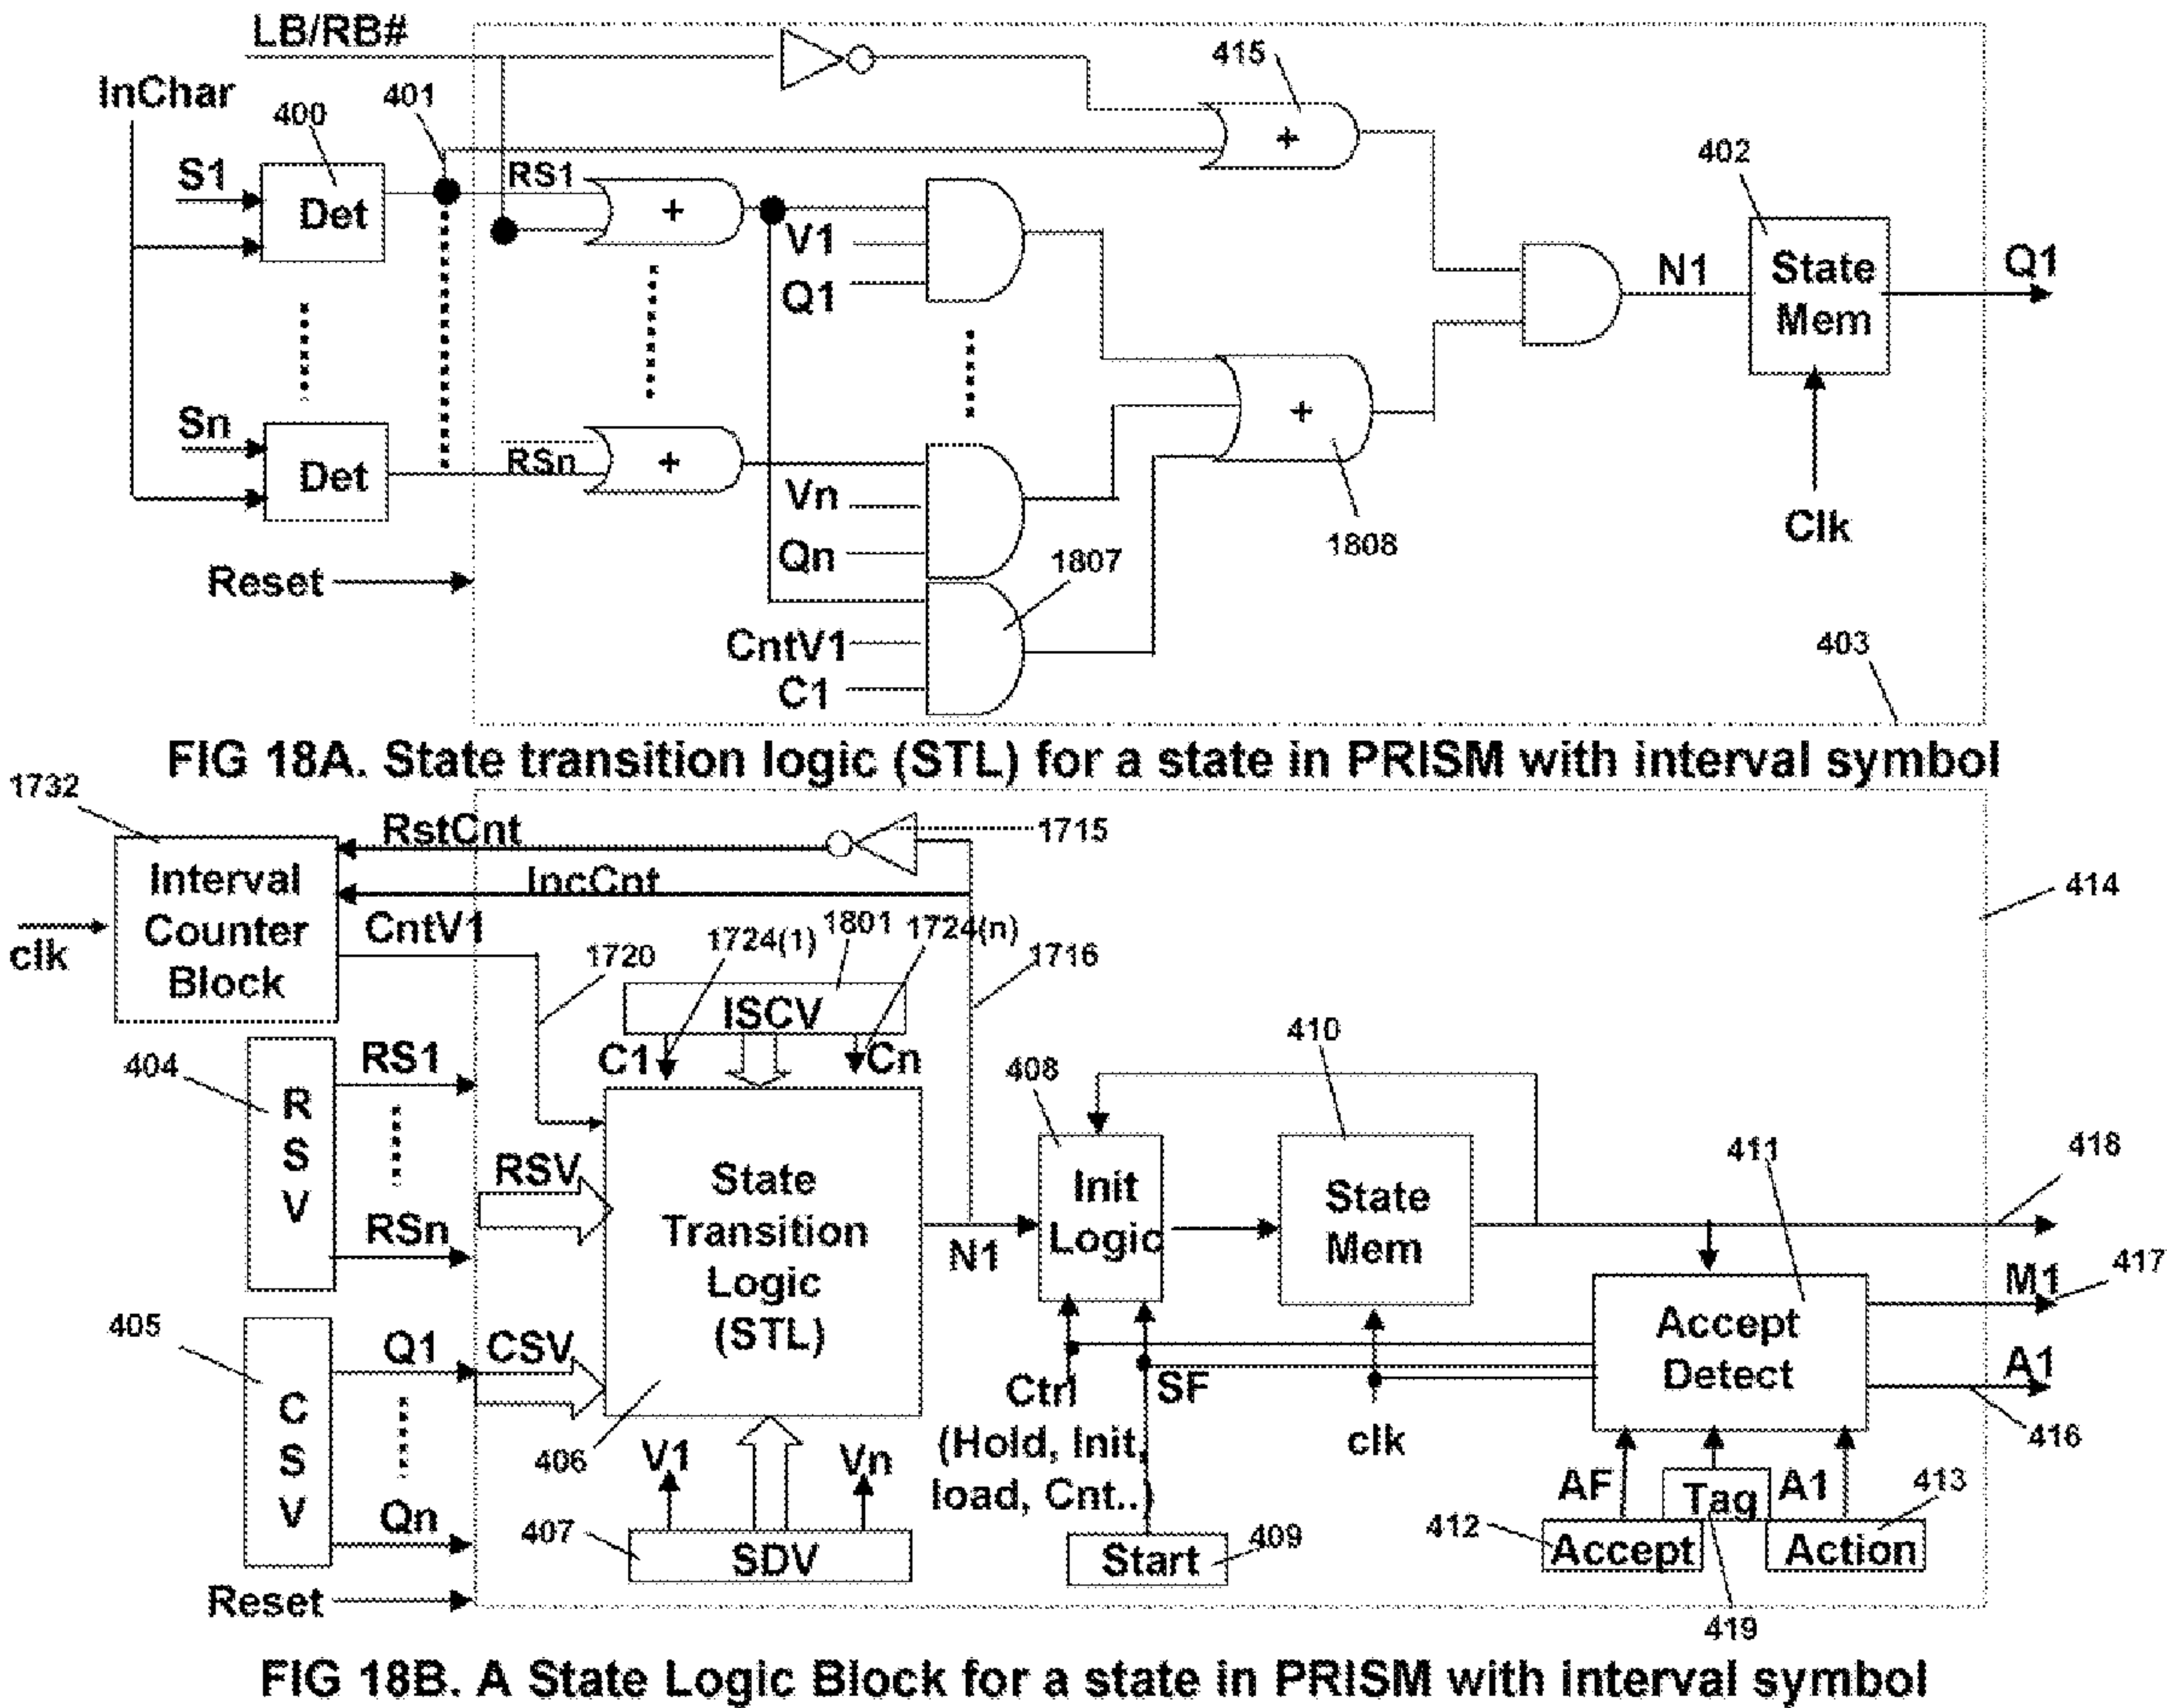 LB/RB#
415
InChar
401
400
402
S1
RS1
Det
+
+
V1
Q1
N1
State
Mem
Q1
Sn
RSn
Det
+
+
Vn
Qn
1808
Clk
1807
Reset
CntV1
C1
403
FIG 18A. State transition logic (STL) for a state in PRISM with interval symbol
1732
RstCnt
1715
Interval
Counter
Block
IncCnt
414
clk
CntV1
1720
1724(1)
1801
1724(n)
1716
ISCV
C1
Cn
404
RS1
R
S
V
408
410
RSV
State
Transition
Logic
(STL)
Init
Logic
State
Mem
411
418
RSn
N1
M1
417
405
Q1
CSV
Accept
Detect
A1
C
S
V
Ctrl
SF
(Hold, Init,
load, Cnt..)
clk
416
406
V1
Vn
AF
Tag
A1
413
Qn
407
SDV
Start
409
412
Accept
Action
Reset
419
FIG 18B. A State Logic Block for a state in PRISM with interval symbol